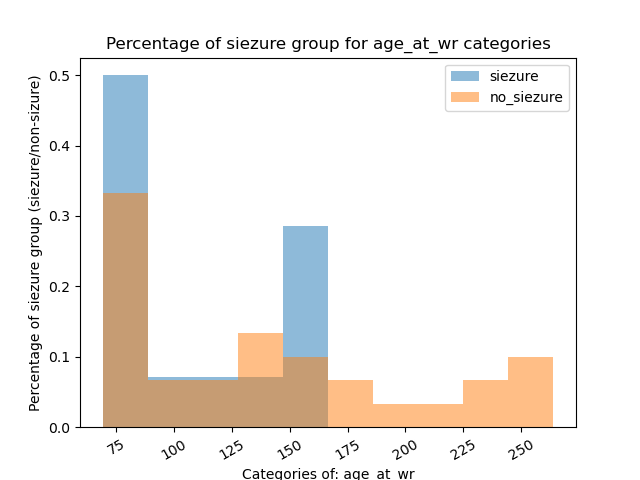 Percentage of siezure group for age_at_wr categories
siezure
no_siezure
Percentage of siezure group (siezure/non-sizure)
0.5
0.4
0.3
0.2
0.1
0.0
75
100
125
150
175
200
225
250
Categories of: age_at_wr